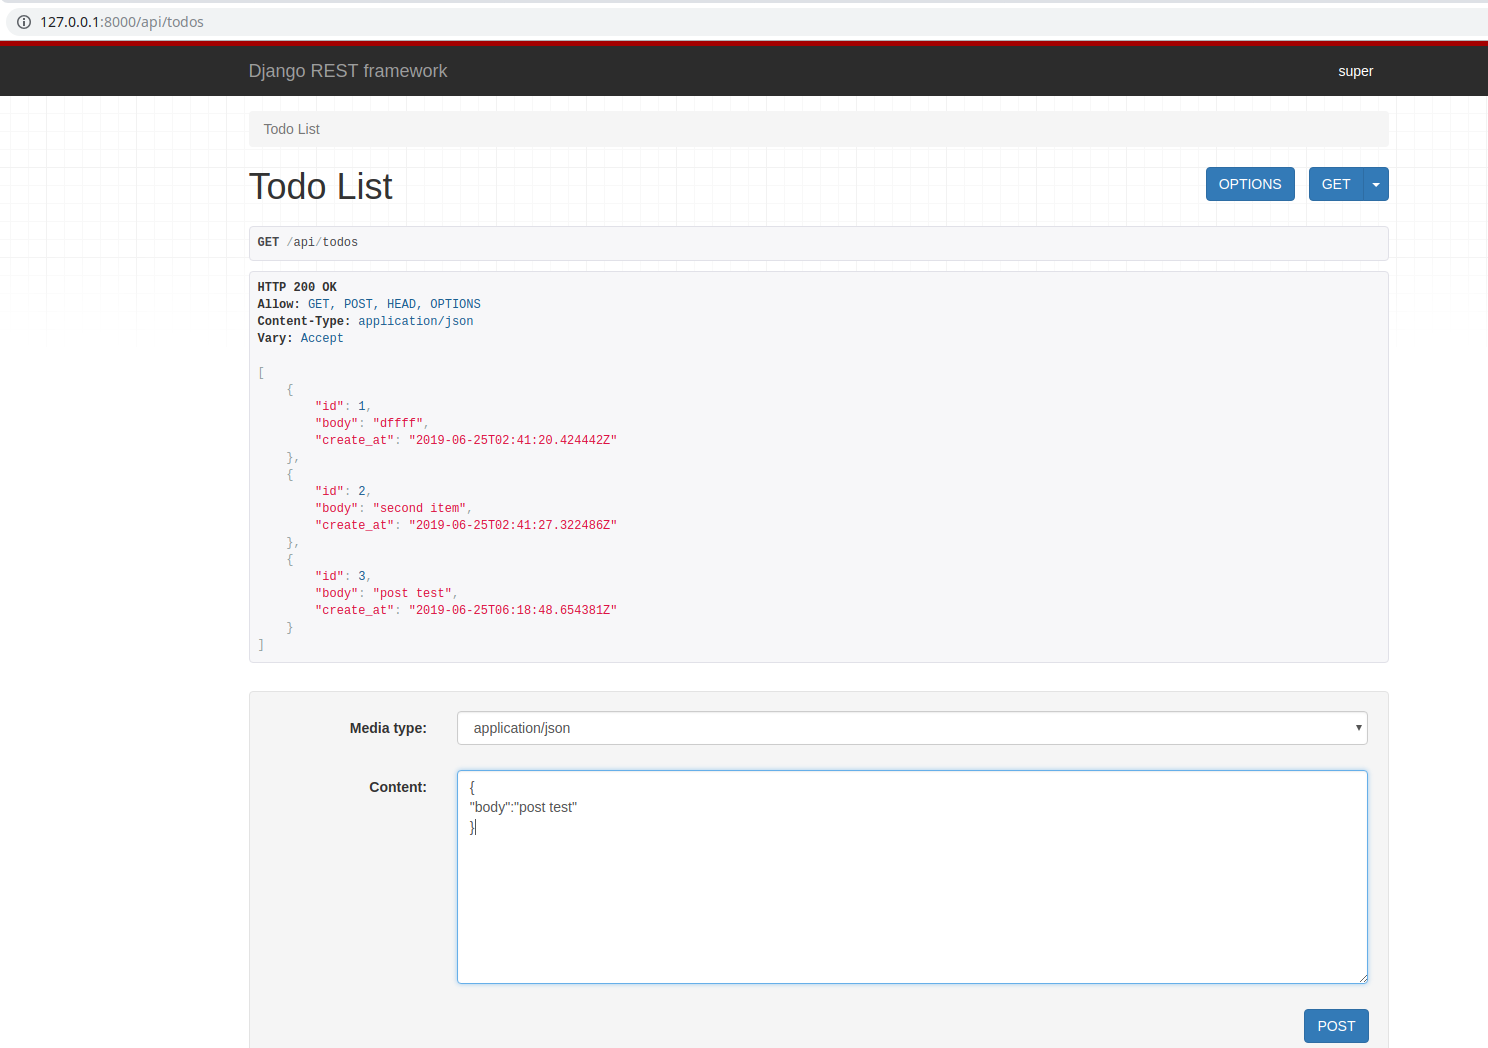 127.0.0.1:8000/api/todos
Django REST framework super
Todo List
Todo List OPTIONS GET
GET /api/todos
HTTP 200 OK
Allow: GET, POST, HEAD, OPTIONS
Content-Type: application/json
Vary: Accept
[
{
"id": 1,
"body": "dffff",
"create_at": "2019-06-25T02:41:20.424442Z"
},
{
"id": 2,
"body": "second item",
"create_at": "2019-06-25T02:41:27.322486Z"
},
{
"id": 3,
"body": "post test",
"create_at": "2019-06-25T06:18:48.654381Z"
}
]
Media type: application/json
Content: {
"body":"post test"
}
POST